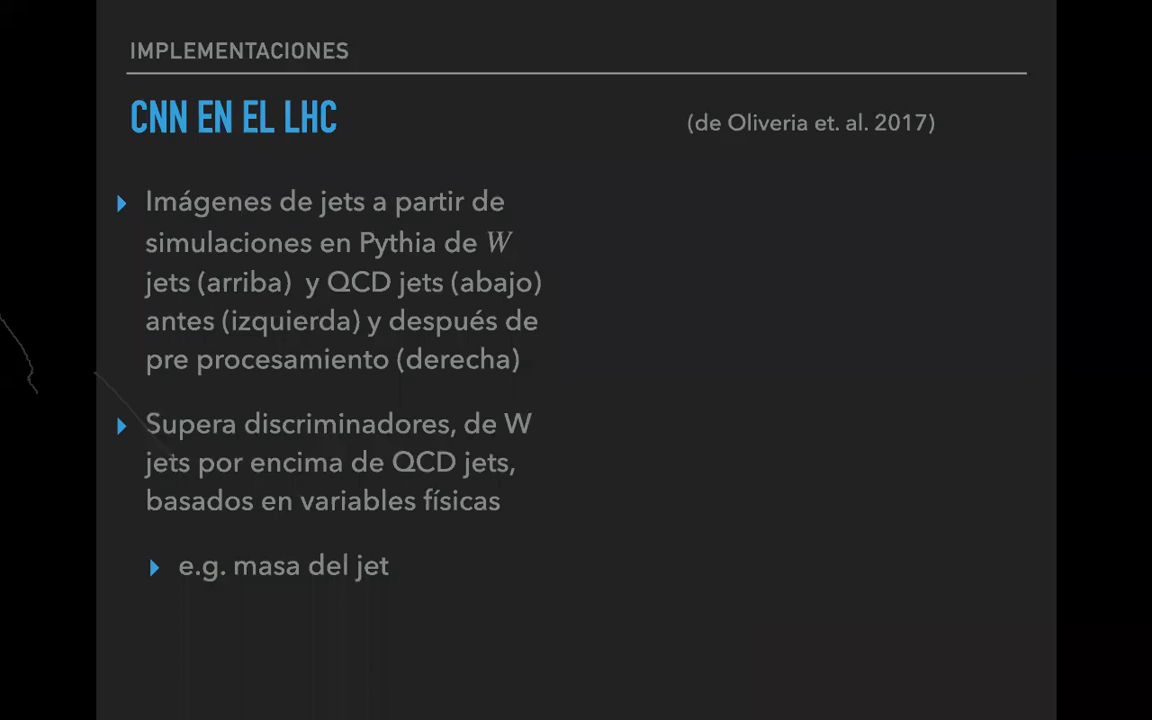 IMPLEMENTACIONES
CNN EN EL LHC
(de Oliveria et. al. 2017)
Imágenes de jets a partir de
simulaciones en Pythia de W
jets (arriba) y QCD jets (abajo)
antes (izquierda) y después de
pre procesamiento (derecha)
Supera discriminadores, de W
jets por encima de QCD jets,
basados en variables físicas
e.g. masa del jet